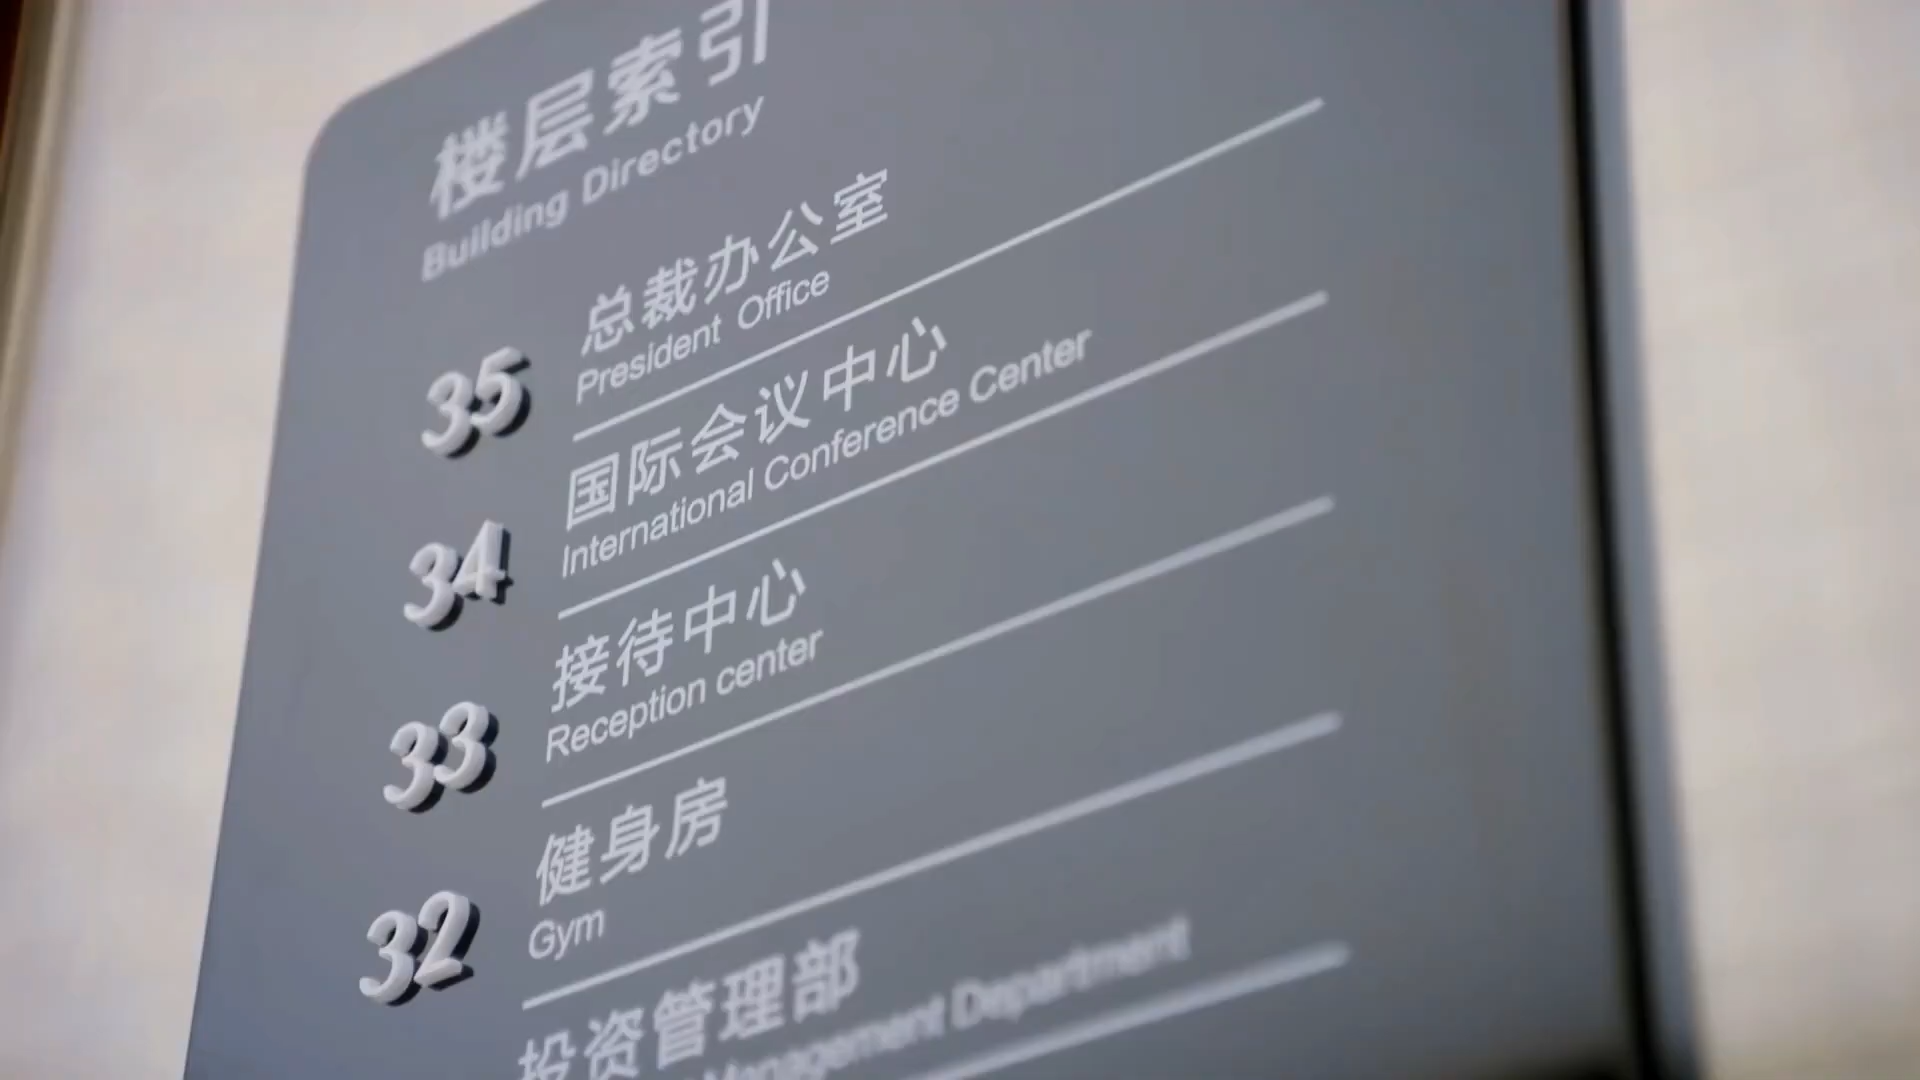 楼层索引
Building Directory
35 总裁办公室
President Office
34 国际会议中心
International Conference Center
33 接待中心
Reception center
32 健身房
Gym
投资管理部
Management Department